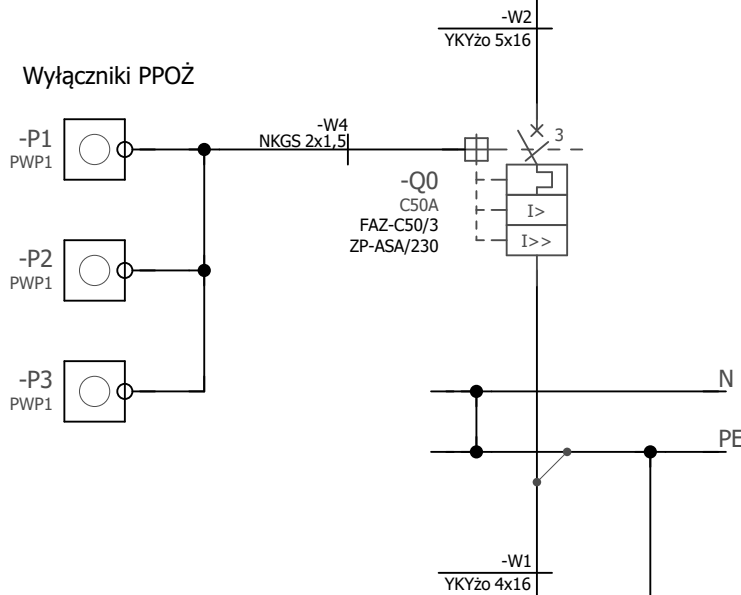 -W2
YKYżo 5x16
Wyłączniki PPOŻ
-P1
PWP1
-W4
NKGS 2x1,5
3
-Q0
C50A
FAZ-C50/3
ZP-ASA/230
I>
I>>
-P2
PWP1
-P3
PWP1
N
PE
-W1
YKYżo 4x16